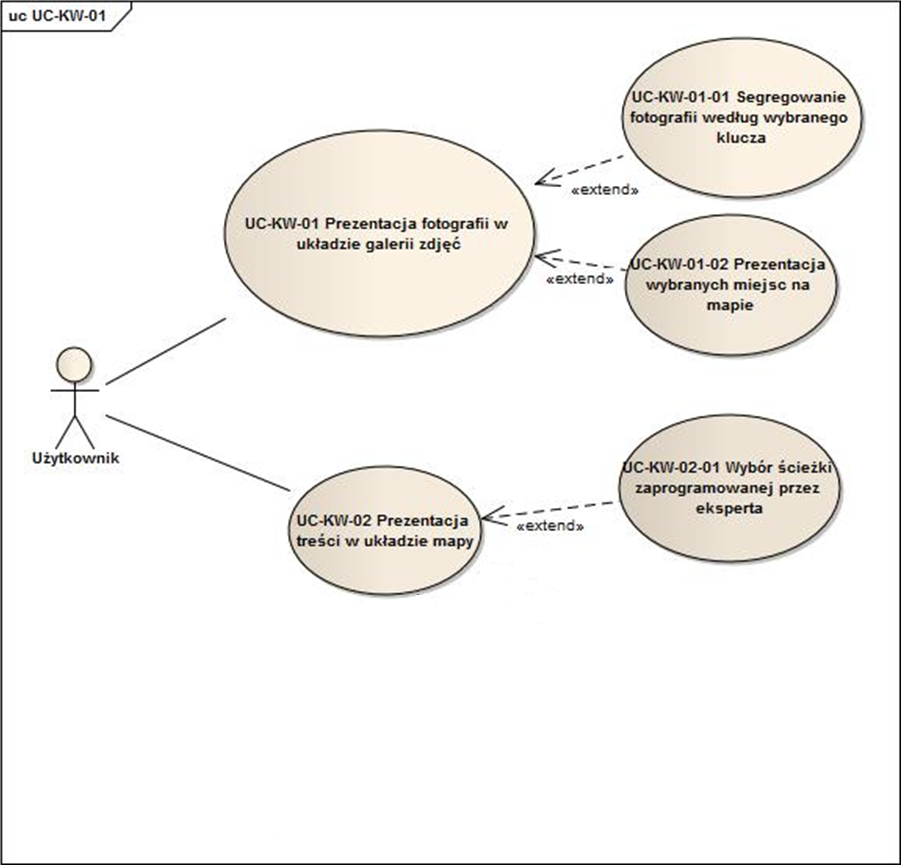 uc UC-KW-01
UC-KW-01-01 Segregowanie
fotografii według wybranego
klucza
«extend»
UC-KW-01 Prezentacja fotografii w
układzie galerii zdjęć
UC-KW-01-02 Prezentacja
wybranych miejsc na
mapie
«extend»
Użytkownik
UC-KW-02-01 Wybór ścieżki
zaprogramowanej przez
eksperta
UC-KW-02 Prezentacja
treści w układzie mapy
«extend»